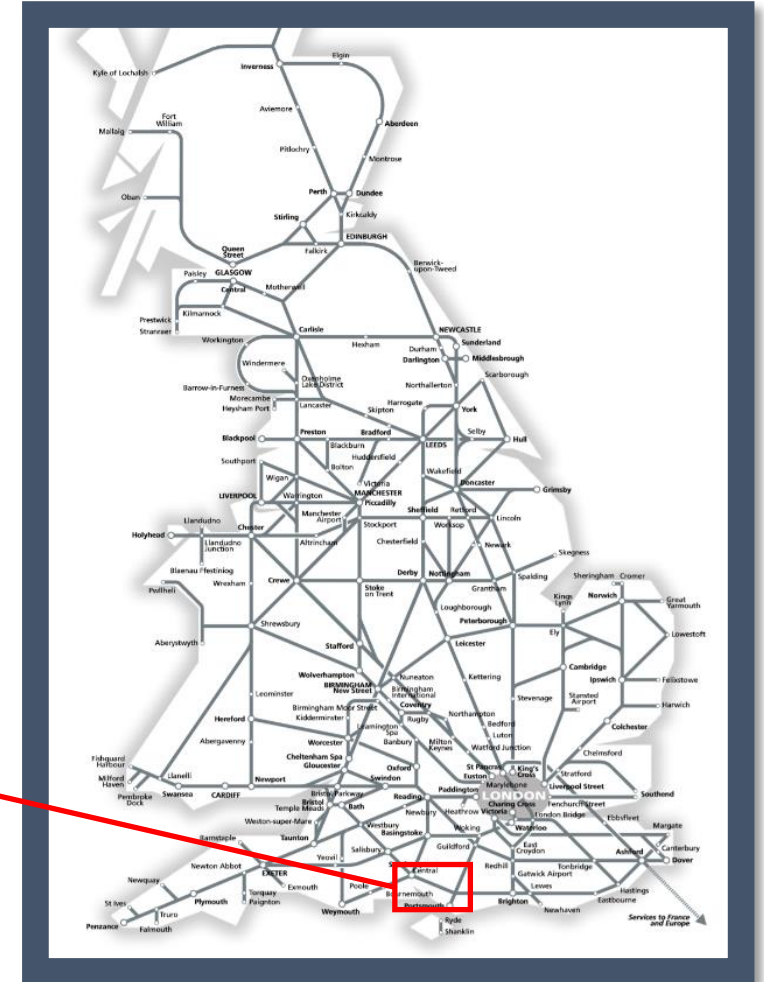 Elgin
Inverness
Kyle of Lochalsh
Aviemore
Fort
William
Mallaig
Aberdeen
Pitlochry
Montrose
Perth
Dundee
Oban
Stirling
Kirkcaldy
EDINBURGH
Queen
Street
Falkirk
Berwick-
upon-Tweed
Paisley
GLASGOW
Central
Motherwell
Kilmarnock
Prestwick
Stranraer
Carlisle
NEWCASTLE
Workington
Hexham
Sunderland
Durham
Darlington
Middlesbrough
Windermere
Scarborough
Oxenholme
Lake District
Northallerton
Barrow-in-Furness
Morecambe
Heysham Port
Lancaster
Harrogate
Skipton
York
Blackpool
Preston
Bradford
Selby
Hull
Blackburn
LEEDS
Huddersfield
Southport
Bolton
Wakefield
Wigan
Victoria
Doncaster
MANCHESTER
Piccadilly
Grimsby
LIVERPOOL
Warrington
Manchester
Airport
Sheffield
Retford
Llandudno
Chester
Stockport
Worksop
Lincoln
Holyhead
Llandudno
Junction
Altrincham
Chesterfield
Newark
Skegness
Blaenau Ffestiniog
Derby
Nottingham
Wrexham
Crewe
Stoke
on Trent
Grantham
Spalding
Sheringham
Cromer
Pwllheli
Kings
Lynn
Norwich
Great
Yarmouth
Loughborough
Peterborough
Shrewsbury
Ely
Lowestoft
Aberystwyth
Stafford
Leicester
Cambridge
Wolverhampton
Nuneaton
Kettering
Ipswich
Felixstowe
BIRMINGHAM
New Street
Birmingham
International
Leominster
Stevenage
Stansted
Airport
Harwich
Birmingham Moor Street
Coventry
Kidderminster
Rugby
Northampton
Hereford
Leamington
Spa
Bedford
Colchester
Abergavenny
Worcester
Banbury
Milton
Keynes
Luton
Watford Junction
Chelmsford
Cheltenham Spa
Gloucester
Fishguard
Harbour
Oxford
St Pancras
Euston
King's
Cross
Stratford
Milford
Haven
Llanelli
Newport
Swindon
Marylebone
Liverpool Street
Pembroke
Dock
Swansea
CARDIFF
Bristol Parkway
Reading
Paddington
LONDON
Southend
Bristol
Temple Meads
Bath
Newbury
Heathrow
Victoria
Charing Cross
Fenchurch Street
London Bridge
Ebbsfleet
Weston-super-Mare
Westbury
Basingstoke
Woking
Waterloo
Margate
Barnstaple
Taunton
Salisbury
Guildford
East
Croydon
Canterbury
Yeovil
Redhill
Tonbridge
Ashford
Dover
Newton Abbot
EXETER
Central
Gatwick Airport
Newquay
Exmouth
Poole
Bournemouth
Lewes
Hastings
St Ives
Plymouth
Torquay
Paignton
Weymouth
Portsmouth
Brighton
Eastbourne
Newhaven
Truro
Penzance
Falmouth
Ryde
Shanklin
Services to France
and Europe